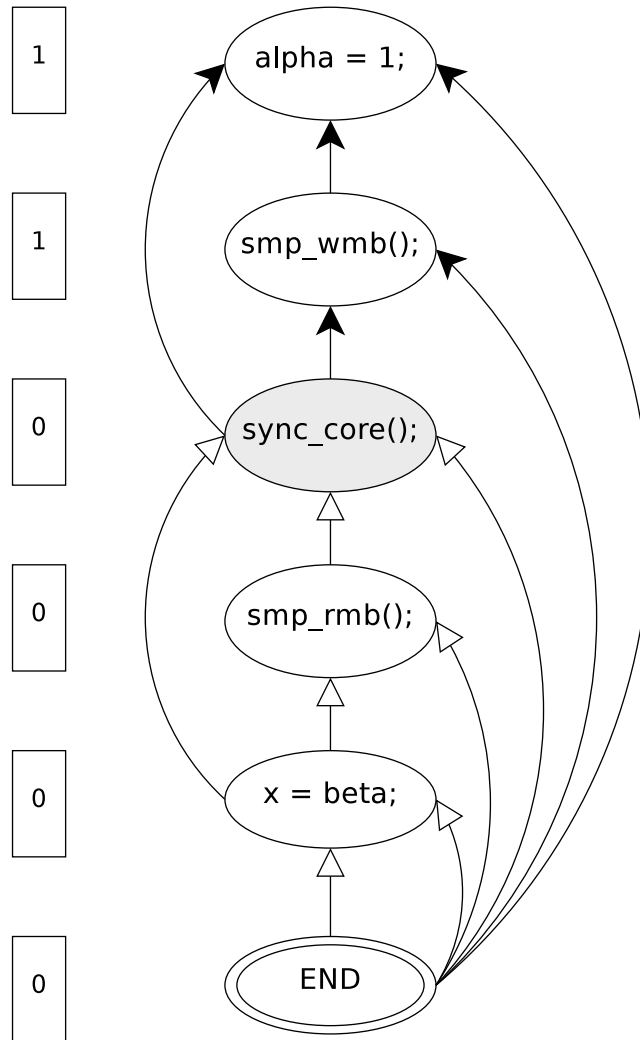 1
alpha = 1;
1
smp_wmb();
0
sync_core();
0
smp_rmb();
0
x = beta;
0
END